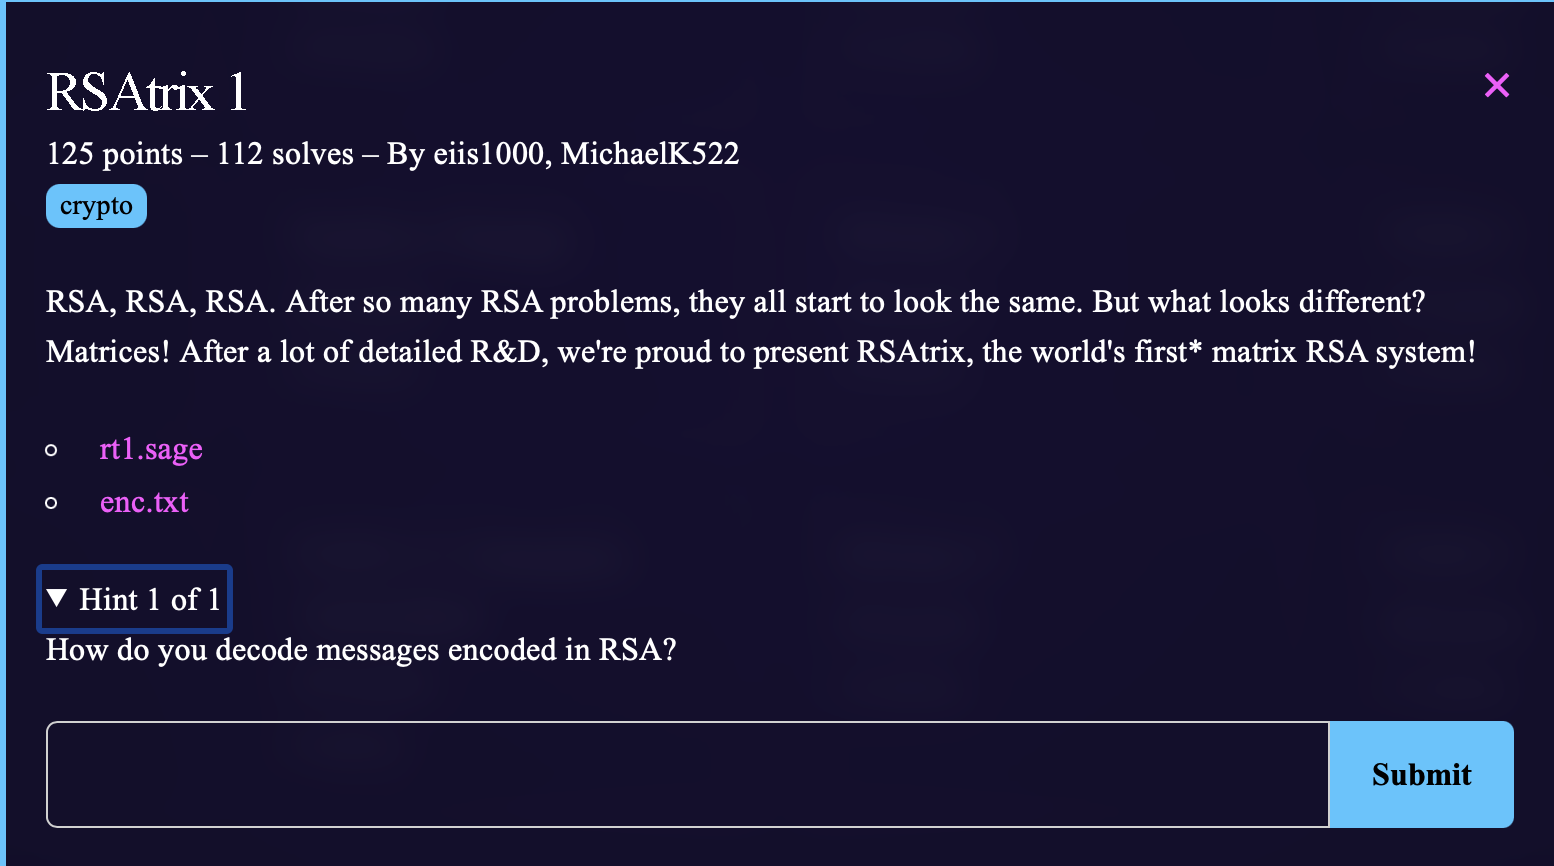 RSAtrix 1
125 points – 112 solves – By eiis1000, MichaelK522
crypto
RSA, RSA, RSA. After so many RSA problems, they all start to look the same. But what looks different?
Matrices! After a lot of detailed R&D, we're proud to present RSAtrix, the world's first* matrix RSA system!
rt1.sage
enc.txt
▼ Hint 1 of 1
How do you decode messages encoded in RSA?
Submit